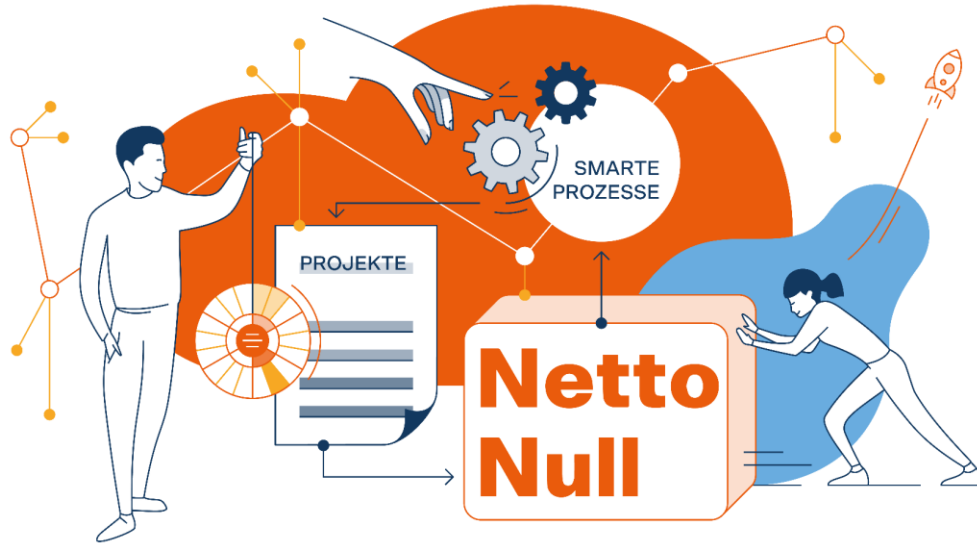 SMARTE
PROZESSE
PROJEKTE
Netto
Null